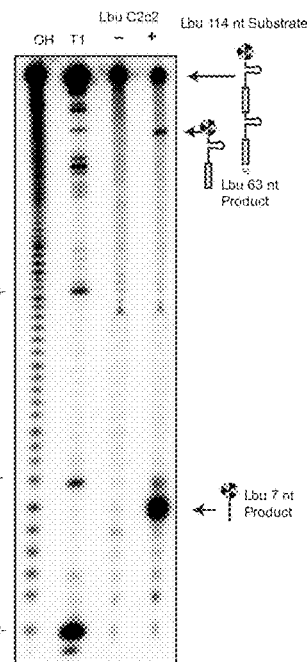 Lbu C2c2
OH T1 − +
Lbu 114 nt Substrate
Lbu 63 nt
Product
Lbu 7 nt
Product